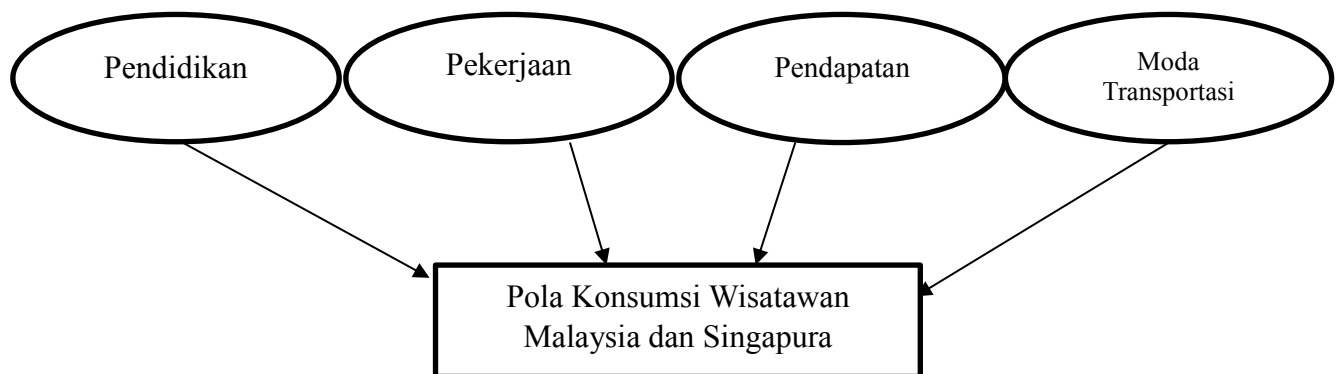 Pendidikan
Pekerjaan
Pendapatan
Moda
Transportasi
Pola Konsumsi Wisatawan
Malaysia dan Singapura